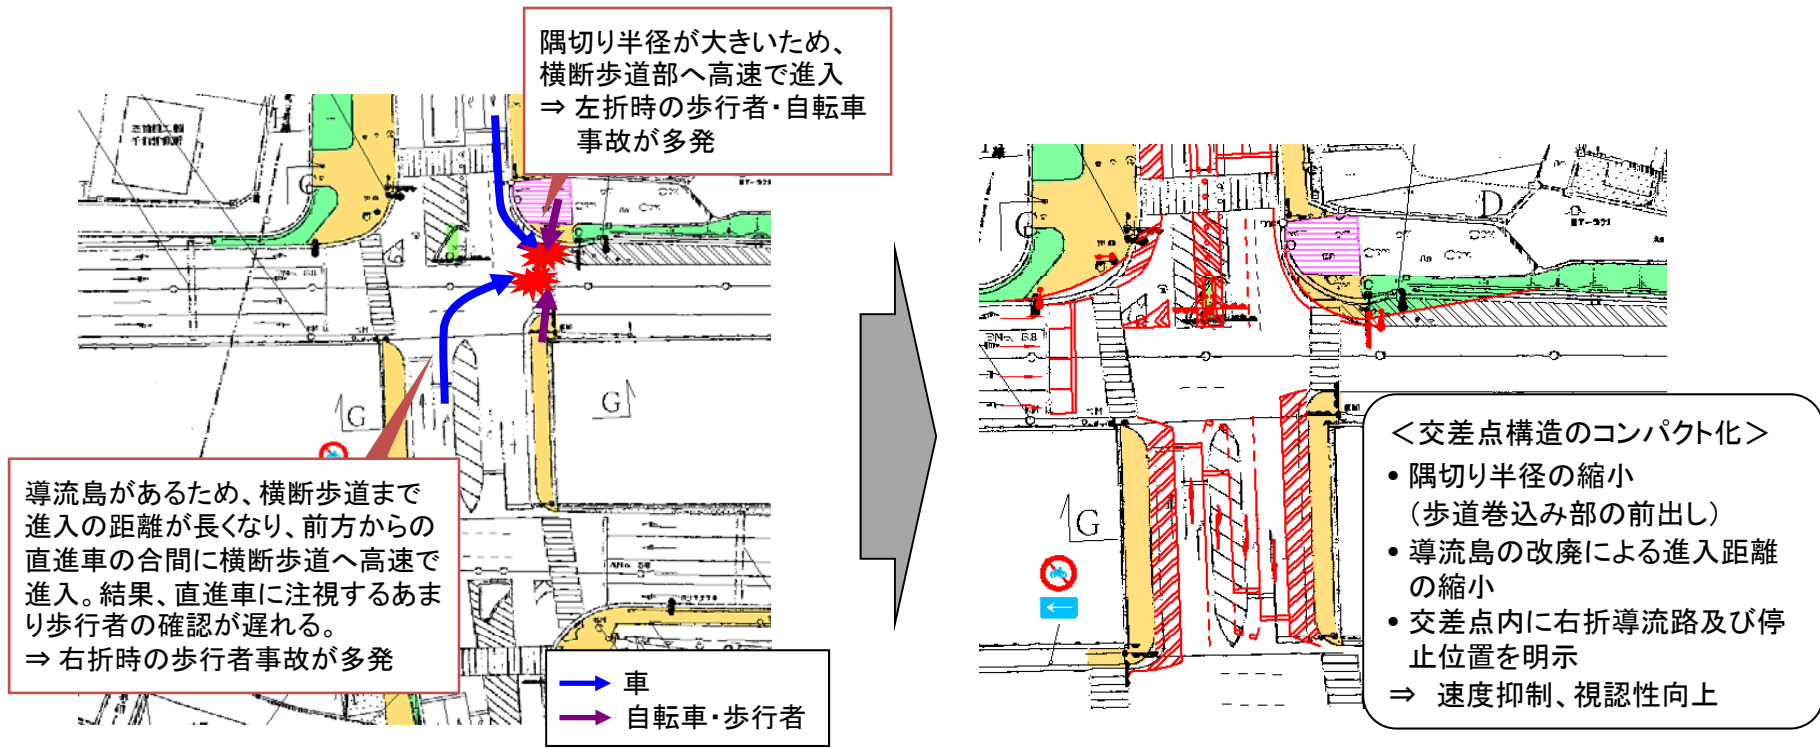 隅切り半径が大きいため、
横断歩道部へ高速で進入
⇒ 左折時の歩行者・自転車
事故が多発
導流島があるため、横断歩道まで
進入の距離が長くなり、前方からの
直進車の合間に横断歩道へ高速で
進入。結果、直進車に注視するあま
り歩行者の確認が遅れる。
⇒ 右折時の歩行者事故が多発
G
G
車
自転車・歩行者
G
D
G
＜交差点構造のコンパクト化＞
• 隅切り半径の縮小
（歩道巻込み部の前出し）
• 導流島の改廃による進入距離
の縮小
• 交差点内に右折導流路及び停
止位置を明示
⇒ 速度抑制、視認性向上